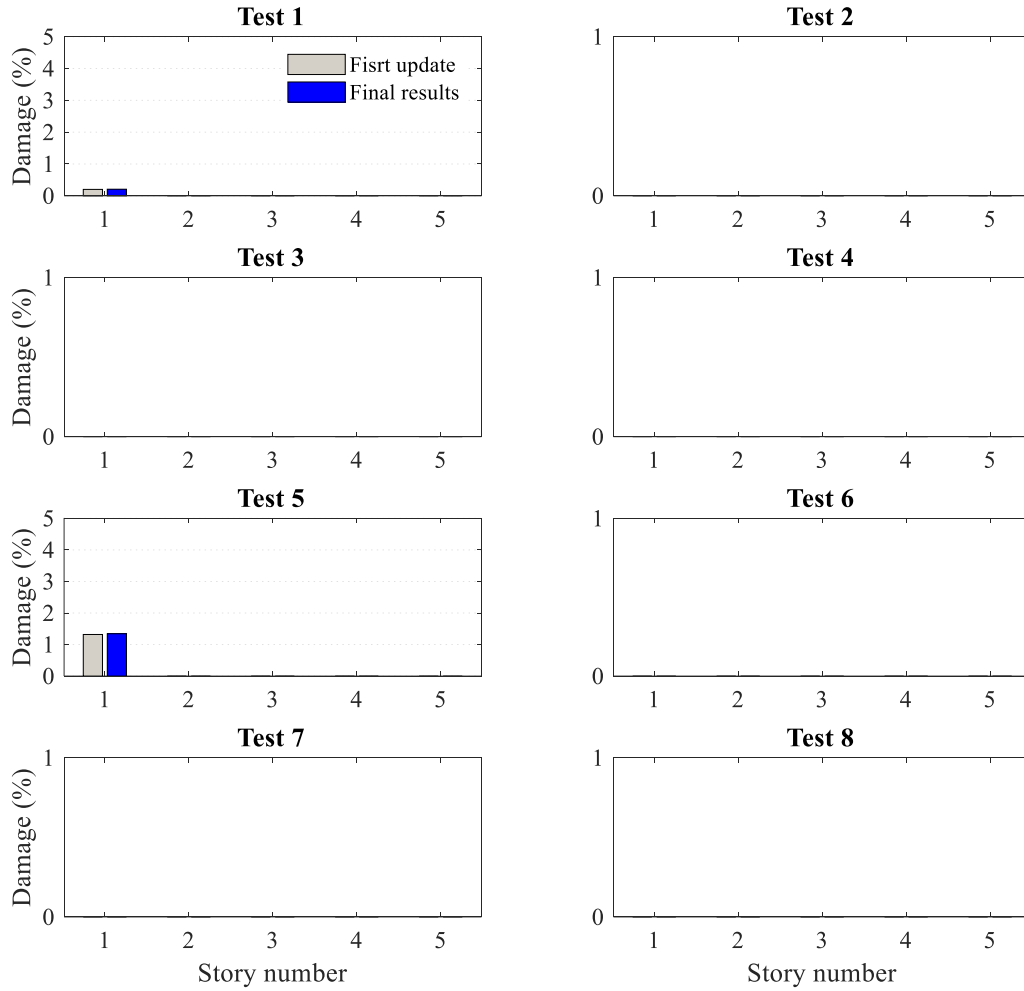 Test 1
Damage (%)
5
4
3
2
1
0
Fisrt update
Final results
1 2 3 4 5
Test 2
1
0
1 2 3 4 5
Test 3
Damage (%)
1
0
1 2 3 4 5
Test 4
1
0
1 2 3 4 5
Test 5
Damage (%)
5
4
3
2
1
0
1 2 3 4 5
Test 6
1
0
1 2 3 4 5
Test 7
Damage (%)
1
0
1 2 3 4 5
Story number
Test 8
1
0
1 2 3 4 5
Story number